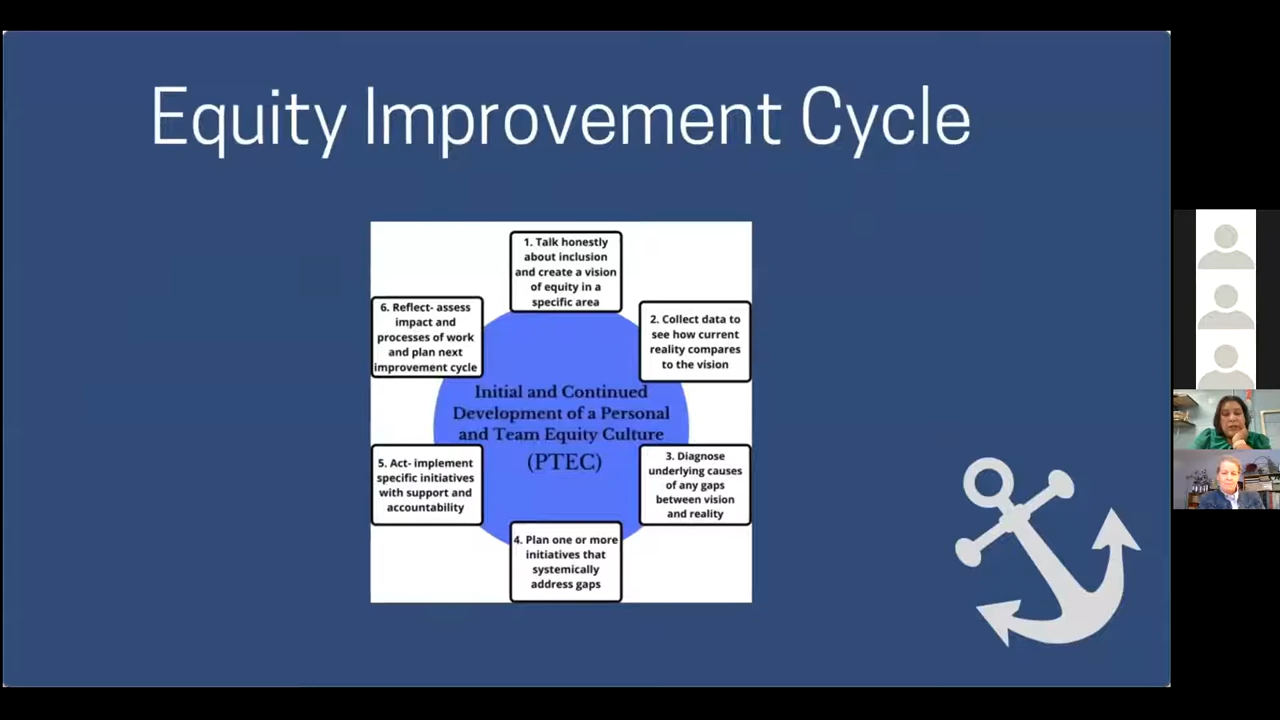 Equity Improvement Cycle
1. Talk honestly
about inclusion
and create a vision
of equity in a
specific area
2. Collect data to
see how current
reality compares
to the vision
3. Diagnose
underlying causes
of any gaps
between vision
and reality
4. Plan one or more
initiatives that
systemically
address gaps
5. Act- implement
specific initiatives
with support and
accountability
6. Reflect- assess
impact and
processes of work
and plan next
improvement cycle
Initial and Continued
Development of a Personal
and Team Equity Culture
(PTEC)